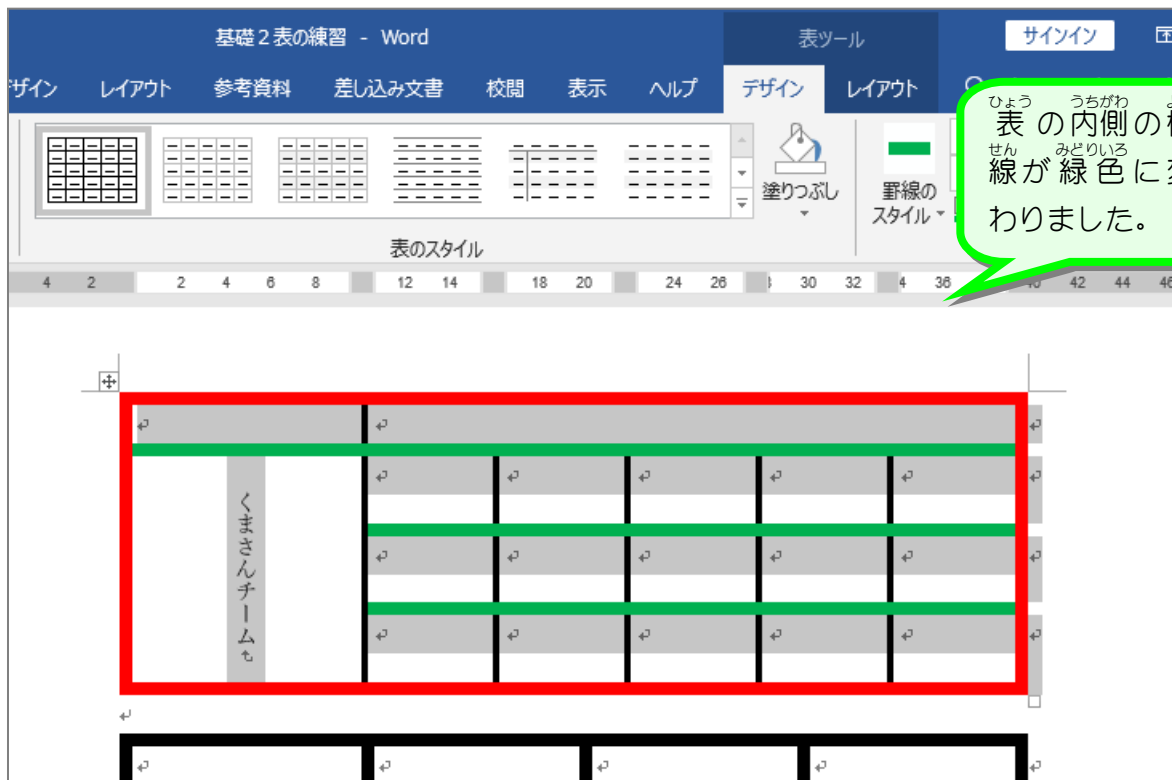 基礎２表の練習 - Word
表ツール
サインイン
デザイン レイアウト 参考資料 差し込み文書 校閲 表示 ヘルプ デザイン レイアウト
ひょう うちがわ
表の内側の
せん みどりいろ
線が緑色に
わりました。
塗りつぶし
罫線の
スタイル
表のスタイル
4 2 2 4 6 8 12 14 18 20 24 26 30 32 4 36 40 42 44 46
くまさんチーム